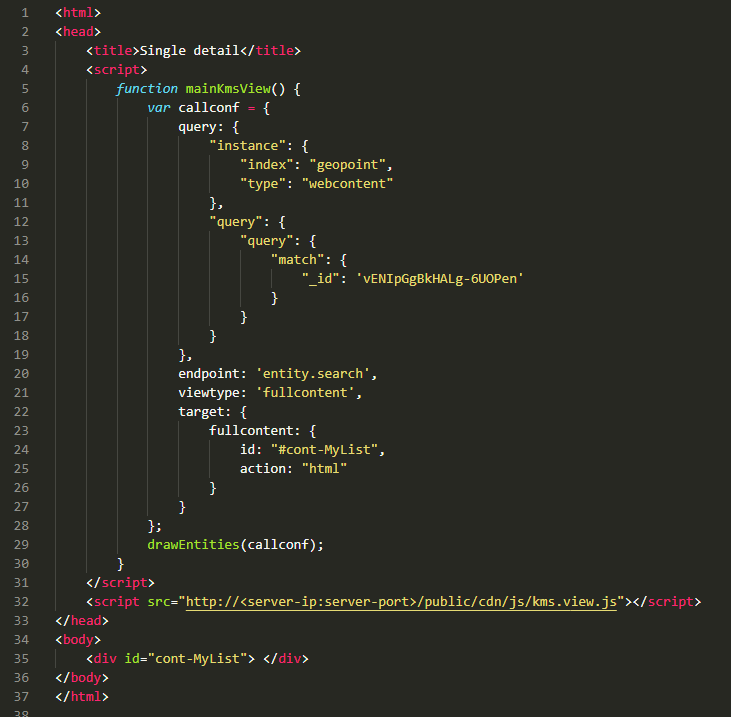 1 <html>
2 <head>
3 <title>Single detail</title>
4 <script>
5 function mainKmsView() {
6 var callconf = {
7 query: {
8 "instance": {
9 "index": "geopoint",
10 "type": "webcontent"
11 },
12 "query": {
13 "query": {
14 "match": {
15 "_id": 'vENIpGgBkHALg-6UOPen'
16 }
17 }
18 }
19 },
20 endpoint: 'entity.search',
21 viewtype: 'fullcontent',
22 target: {
23 fullcontent: {
24 id: "#cont-MyList",
25 action: "html"
26 }
27 }
28 };
29 drawEntities(callconf);
30 }
31 </script>
32 <script src="http://<server-ip:server-port>/public/cdn/js/kms.view.js"></script>
33 </head>
34 <body>
35 <div id="cont-MyList"> </div>
36 </body>
37 </html>
38